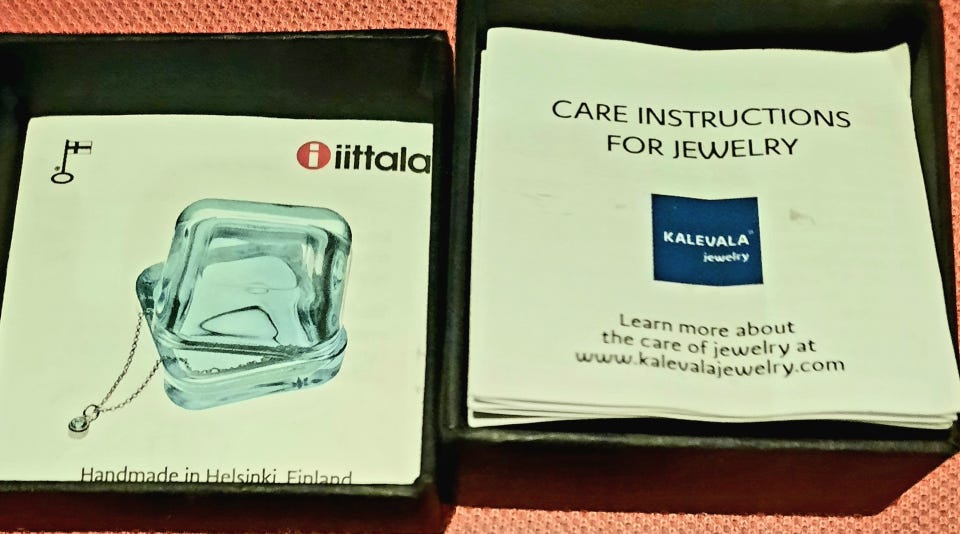 i iittala
Handmade in Helsinki, Finland
CARE INSTRUCTIONS
FOR JEWELRY
KALEVALA®
jewelry
Learn more about
the care of jewelry at
www.kalevalajewelry.com